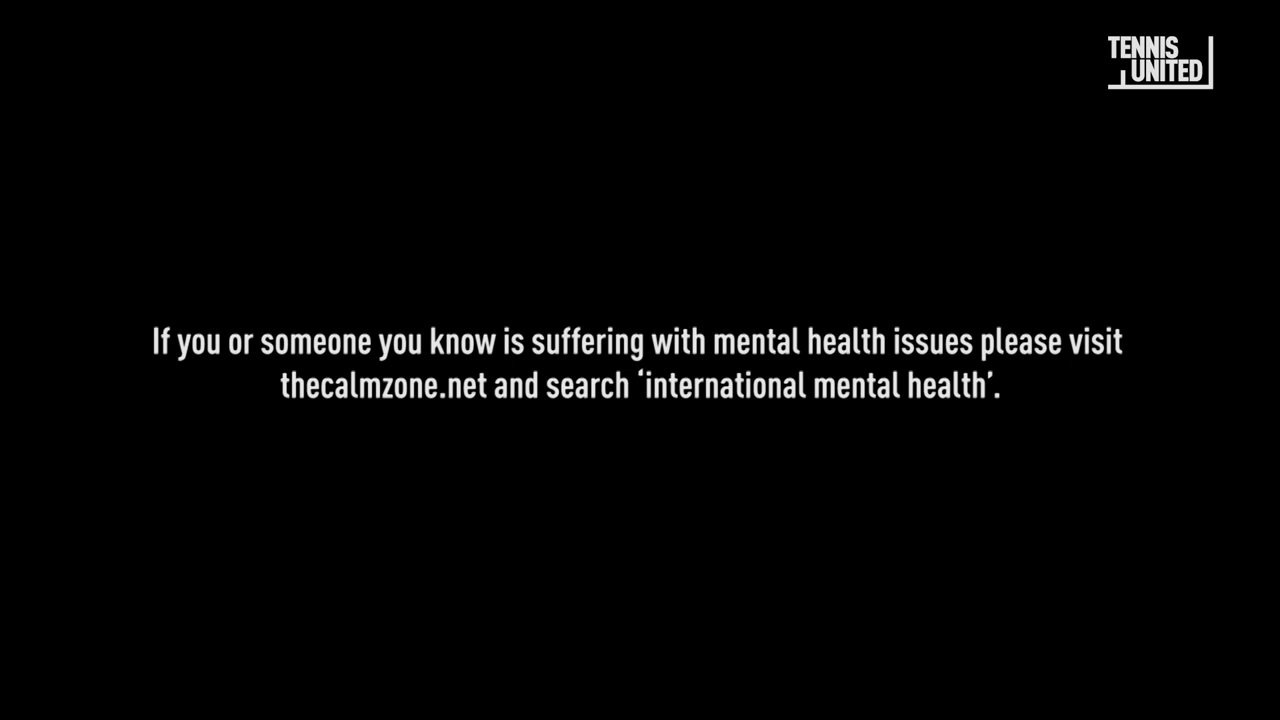 TENNIS
UNITED
If you or someone you know is suffering with mental health issues please visit
thecalmzone.net and search ‘international mental health’.